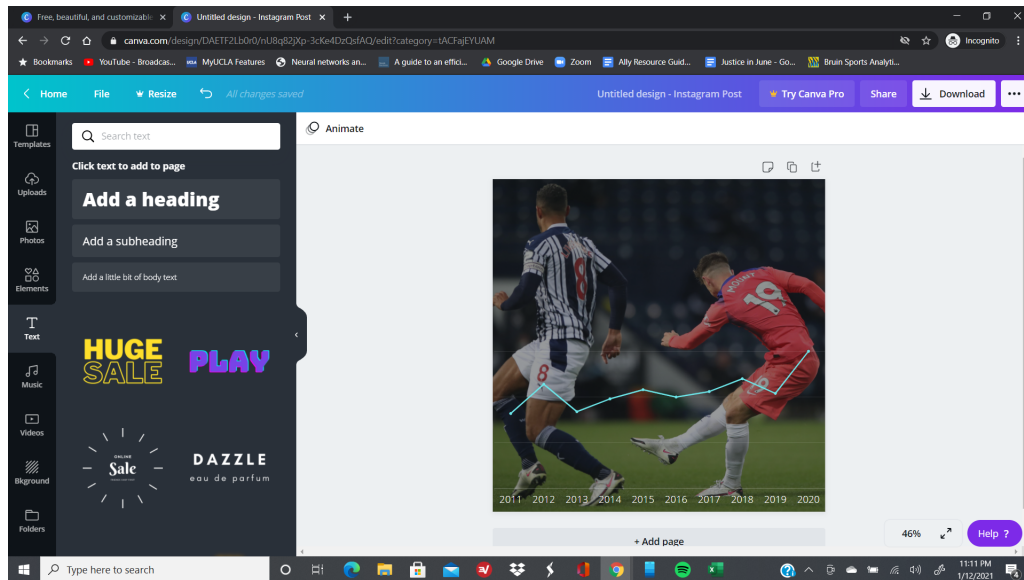 Free, beautiful, and customizable
Untitled design - Instagram Post
canva.com/design/DAETF2Lb0r0/nU8q82jXp-3cKe4DzQsfAQ/edit?category=tACFajEYUAM
Incognito
Bookmarks
YouTube - Broadcas...
MyUCLA Features
Neural networks an...
A guide to an effici...
Google Drive
Zoom
Ally Resource Guid...
Justice in June - Go...
Bruin Sports Analyti...
Home
File
Resize
All changes saved
Untitled design - Instagram Post
Try Canva Pro
Share
Download
Templates
Uploads
Photos
Elements
Text
Music
Videos
Bkground
Folders
Search text
Click text to add to page
Add a heading
Add a subheading
Add a little bit of body text
HUGE
SALE
PLAY
ONLINE
Sale
DAZZLE
eau de parfum
Animate
8
8
MOUNT
19
19
2011 2012 2013 2014 2015 2016 2017 2018 2019 2020
+ Add page
46%
Help ?
Type here to search
11:11 PM
1/12/2021